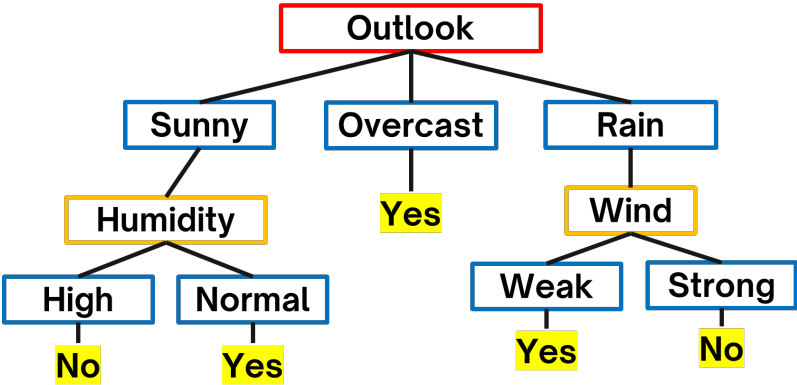 Outlook
Sunny
Overcast
Rain
Humidity
Yes
Wind
High
Normal
Weak
Strong
No
Yes
Yes
No